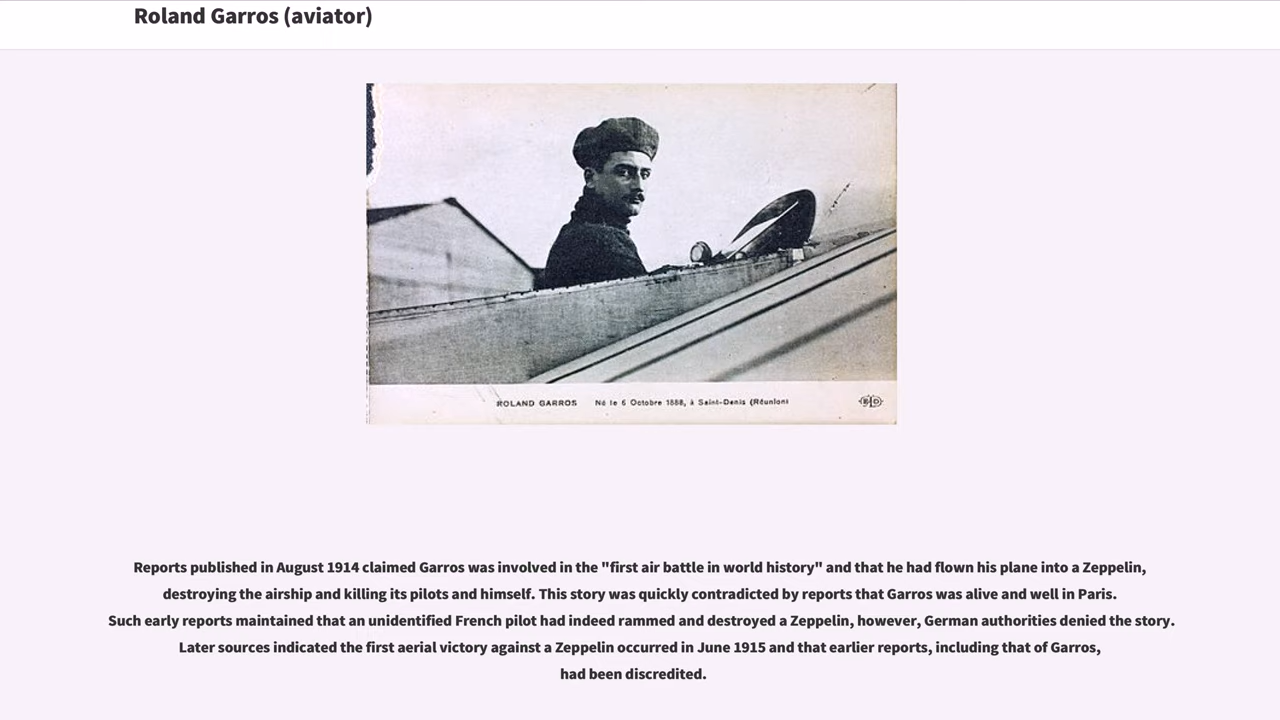 Roland Garros (aviator)
ROLAND GARROS Né le 6 Octobre 1888, à Saint-Denis (Réunion)
ELD
Reports published in August 1914 claimed Garros was involved in the "first air battle in world history" and that he had flown his plane into a Zeppelin,
destroying the airship and killing its pilots and himself. This story was quickly contradicted by reports that Garros was alive and well in Paris.
Such early reports maintained that an unidentified French pilot had indeed rammed and destroyed a Zeppelin, however, German authorities denied the story.
Later sources indicated the first aerial victory against a Zeppelin occurred in June 1915 and that earlier reports, including that of Garros,
had been discredited.